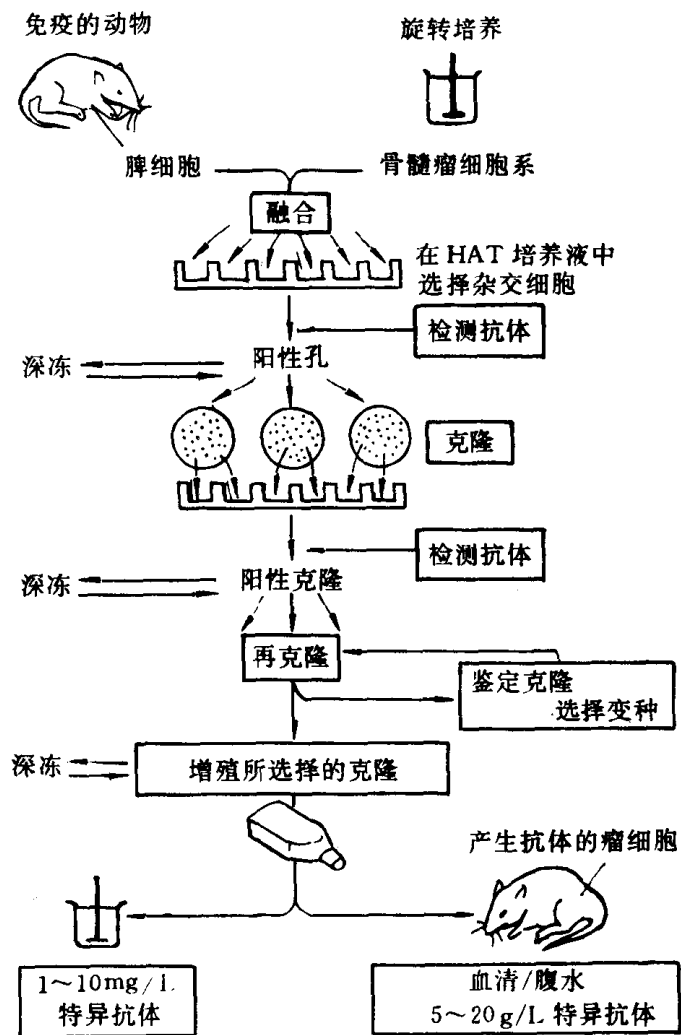 免疫的动物
旋转培养
脾细胞
骨髓瘤细胞系
融合
在 HAT 培养液中
选择杂交细胞
检测抗体
深冻
阳性孔
克隆
检测抗体
深冻
阳性克隆
再克隆
鉴定克隆
选择变种
深冻
增殖所选择的克隆
产生抗体的瘤细胞
1～10mg/L
特异抗体
血清/腹水
5～20g/L 特异抗体